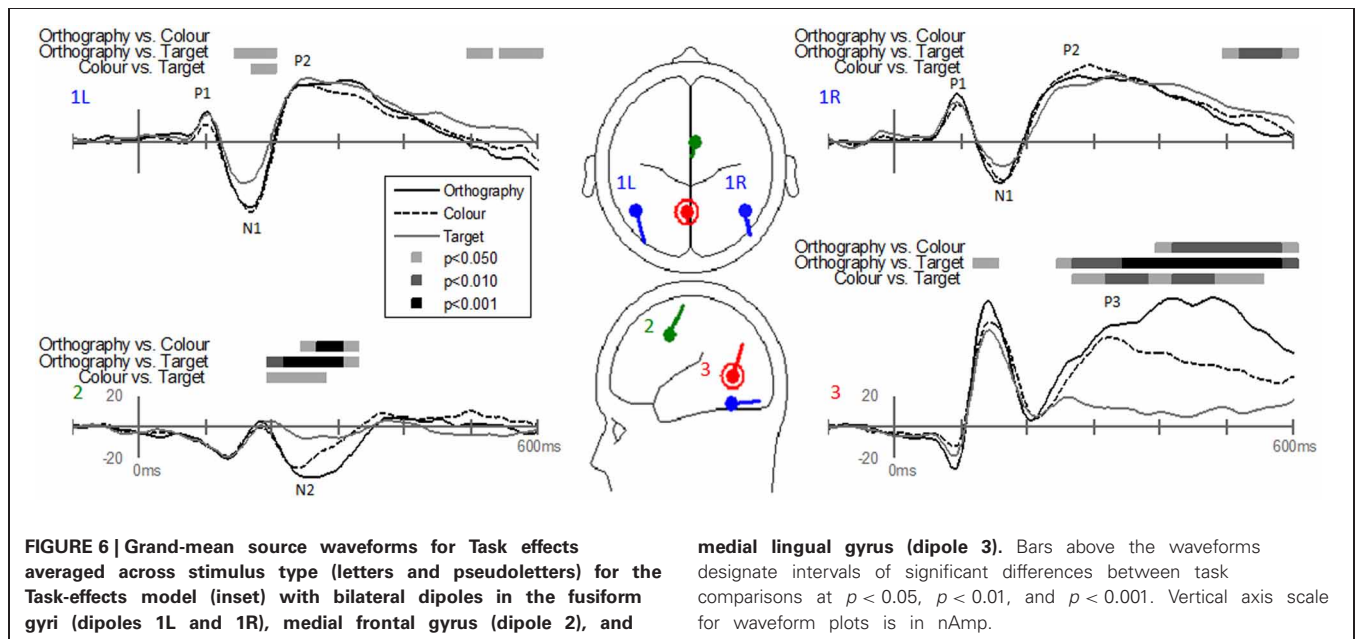 Orthography vs. Colour
Orthography vs. Target
Colour vs. Target
P2
P1
1L
N1
Orthography
Colour
Target
p<0.050
p<0.010
p<0.001
Orthography vs. Colour
Orthography vs. Target
Colour vs. Target
2
20
-20
0ms
600ms
N2
1L
1R
2
3
Orthography vs. Colour
Orthography vs. Target
Colour vs. Target
P2
P1
1R
N1
Orthography vs. Colour
Orthography vs. Target
Colour vs. Target
P3
3
20
-20
0ms
600ms
FIGURE 6 | Grand-mean source waveforms for Task effects
averaged across stimulus type (letters and pseudoletters) for the
Task-effects model (inset) with bilateral dipoles in the fusiform
gyri (dipoles 1L and 1R), medial frontal gyrus (dipole 2), and
medial lingual gyrus (dipole 3). Bars above the waveforms
designate intervals of significant differences between task
comparisons at p < 0.05, p < 0.01, and p < 0.001. Vertical axis scale
for waveform plots is in nAmp.